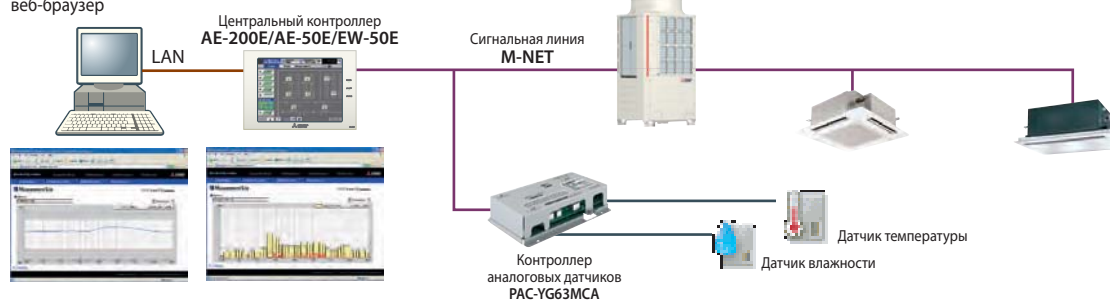 веб-браузер
Центральный контроллер
AE-200E/AE-50E/EW-50E
LAN
Сигнальная линия
M-NET
Датчик температуры
Датчик влажности
Контроллер
аналоговых датчиков
PAC-YG63MCA